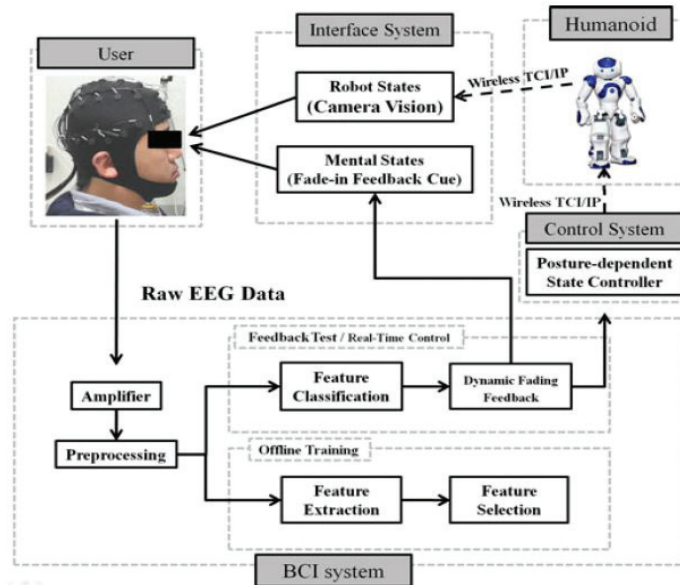 User
Interface System
Humanoid
Robot States
(Camera Vision)
Wireless TCI/IP
Mental States
(Fade-in Feedback Cue)
Wireless TCI/IP
Control System
Posture-dependent
State Controller
Raw EEG Data
Feedback Test / Real-Time Control
Amplifier
Feature
Classification
Dynamic Fading
Feedback
Preprocessing
Offline Training
Feature
Extraction
Feature
Selection
BCI system